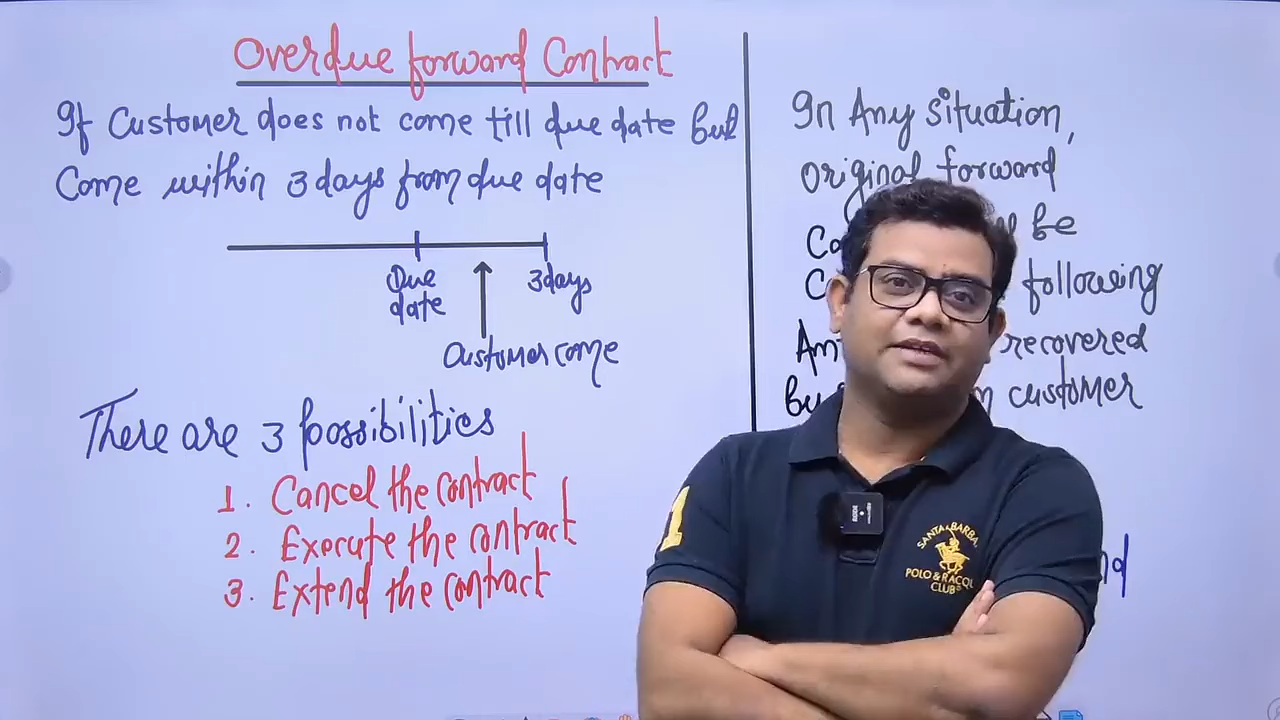 Overdue forward Contract
If Customer does not come till due date but
Come within 3 days from due date
Due
date
3days
Customer come
There are 3 possibilities
1. Cancel the contract
2. Execute the contract
3. Extend the contract
In Any situation,
original forward
be
following
recovered
customer
1
SANTA BARBARA
POLO & RACQ
CLUB